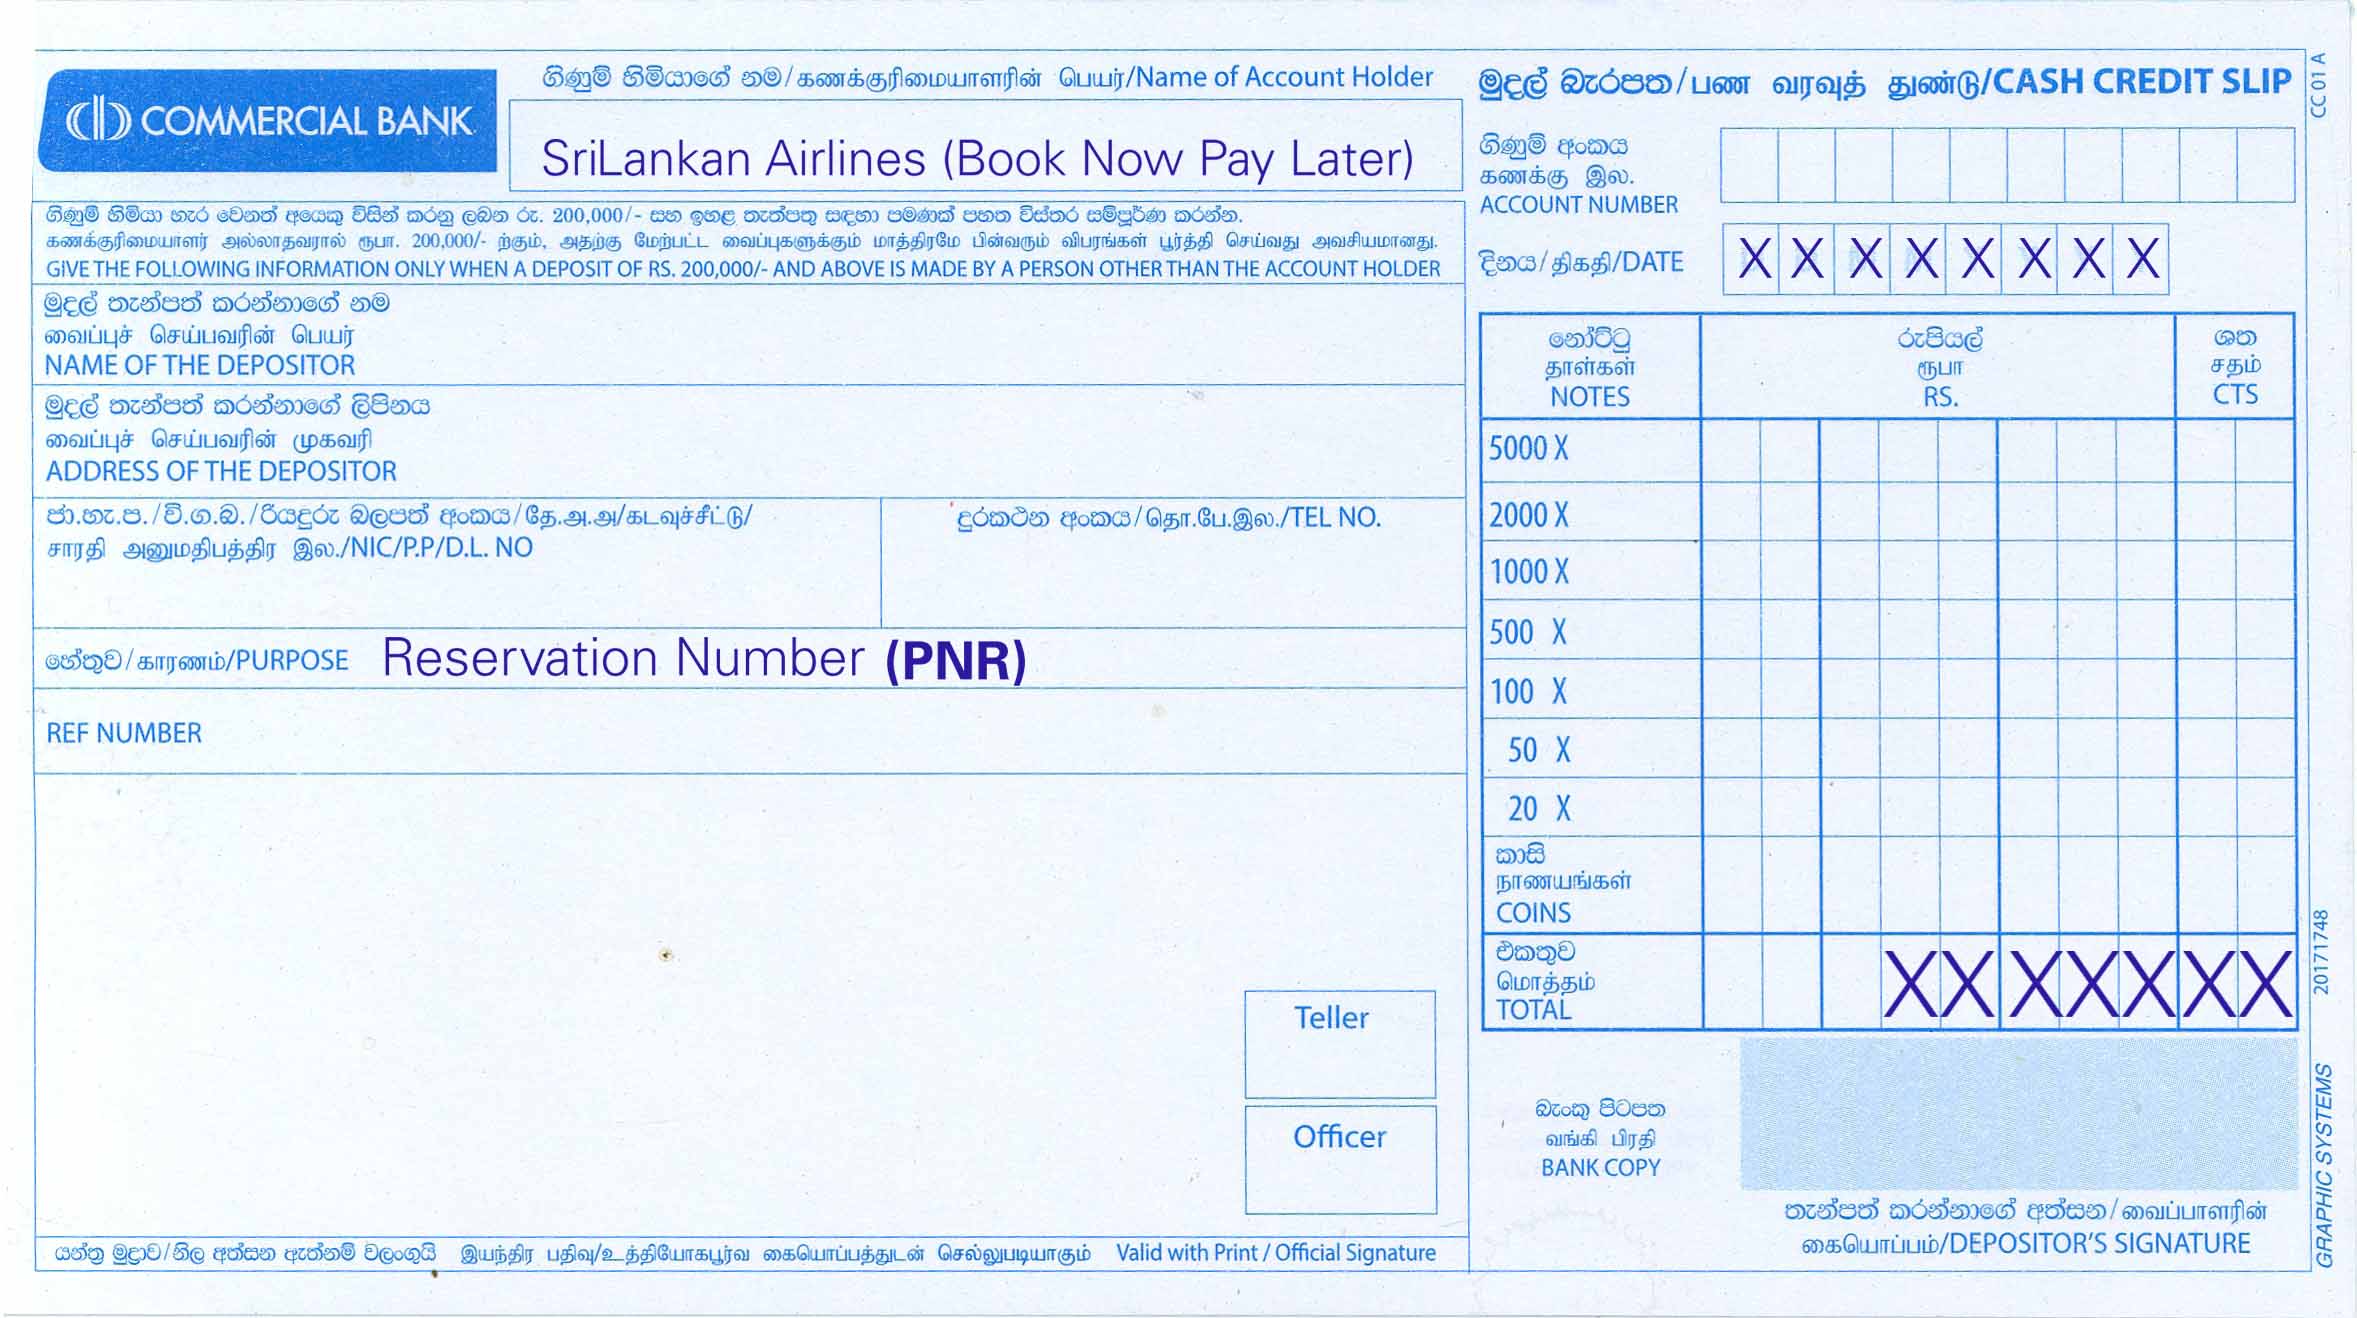 COMMERCIAL BANK
ගිණුම් හිමියාගේ නම/கணக்குரிமையாளரின் பெயர்/Name of Account Holder
SriLankan Airlines (Book Now Pay Later)
ගිණුම් හිමියා හැර වෙනත් අයෙකු විසින් කරනු ලබන රු. 200,000/- සහ ඉහළ තැත්පතු සඳහා පමණක් පහත විස්තර සම්පූර්ණ කරන්න.
கணக்குரிமையாளர் அல்லாதவரால் ரூபா. 200,000/- ற்கும், அதற்கு மேற்பட்ட வைப்புகளுக்கும் மாத்திரமே பின்வரும் விபரங்கள் பூர்த்தி செய்வது அவசியமானது.
GIVE THE FOLLOWING INFORMATION ONLY WHEN A DEPOSIT OF RS. 200,000/- AND ABOVE IS MADE BY A PERSON OTHER THAN THE ACCOUNT HOLDER
මුදල් තැන්පත් කරන්නාගේ නම
வைப்புச் செய்பவரின் பெயர்
NAME OF THE DEPOSITOR
මුදල් තැන්පත් කරන්නාගේ ලිපිනය
வைப்புச் செய்பவரின் முகவரி
ADDRESS OF THE DEPOSITOR
ජා.හැ.ප./වි.ග.බ./රියදුරු බලපත් අංකය/தே.அ.அ/கடவுச்சீட்டு/
சாரதி அனுமதிபத்திர இல./NIC/P.P/D.L. NO
දුරකථන අංකය/தொ.பே.இல./TEL NO.
හේතුව/காரணம்/PURPOSE Reservation Number (PNR)
REF NUMBER
Teller
Officer
යන්ත්‍ර මුද්‍රාව/නිල අත්සන ඇත්නම් වලංගුයි இயந்திர பதிவு/உத்தியோகபூர்வ கையொப்பத்துடன் செல்லுபடியாகும் Valid with Print / Official Signature
මුදල් බැරපත/பண வரவுத் துண்டு/CASH CREDIT SLIP
ගිණුම් අංකය
கணக்கு இல.
ACCOUNT NUMBER
දිනය/திகதி/DATE X X X X X X X X
නෝට්ටු රුපියල් ශත
தாள்கள் ரூபா சதம்
NOTES RS. CTS
5000 X
2000 X
1000 X
500 X
100 X
50 X
20 X
කාසි
நாணயங்கள்
COINS
එකතුව
மொத்தம்
TOTAL XX XXX XX
බැංකු පිටපත
வங்கி பிரதி
BANK COPY
තැන්පත් කරන්නාගේ අත්සන/வைப்பாளரின்
கையொப்பம்/DEPOSITOR'S SIGNATURE
CC 01 A
20171748
GRAPHIC SYSTEMS